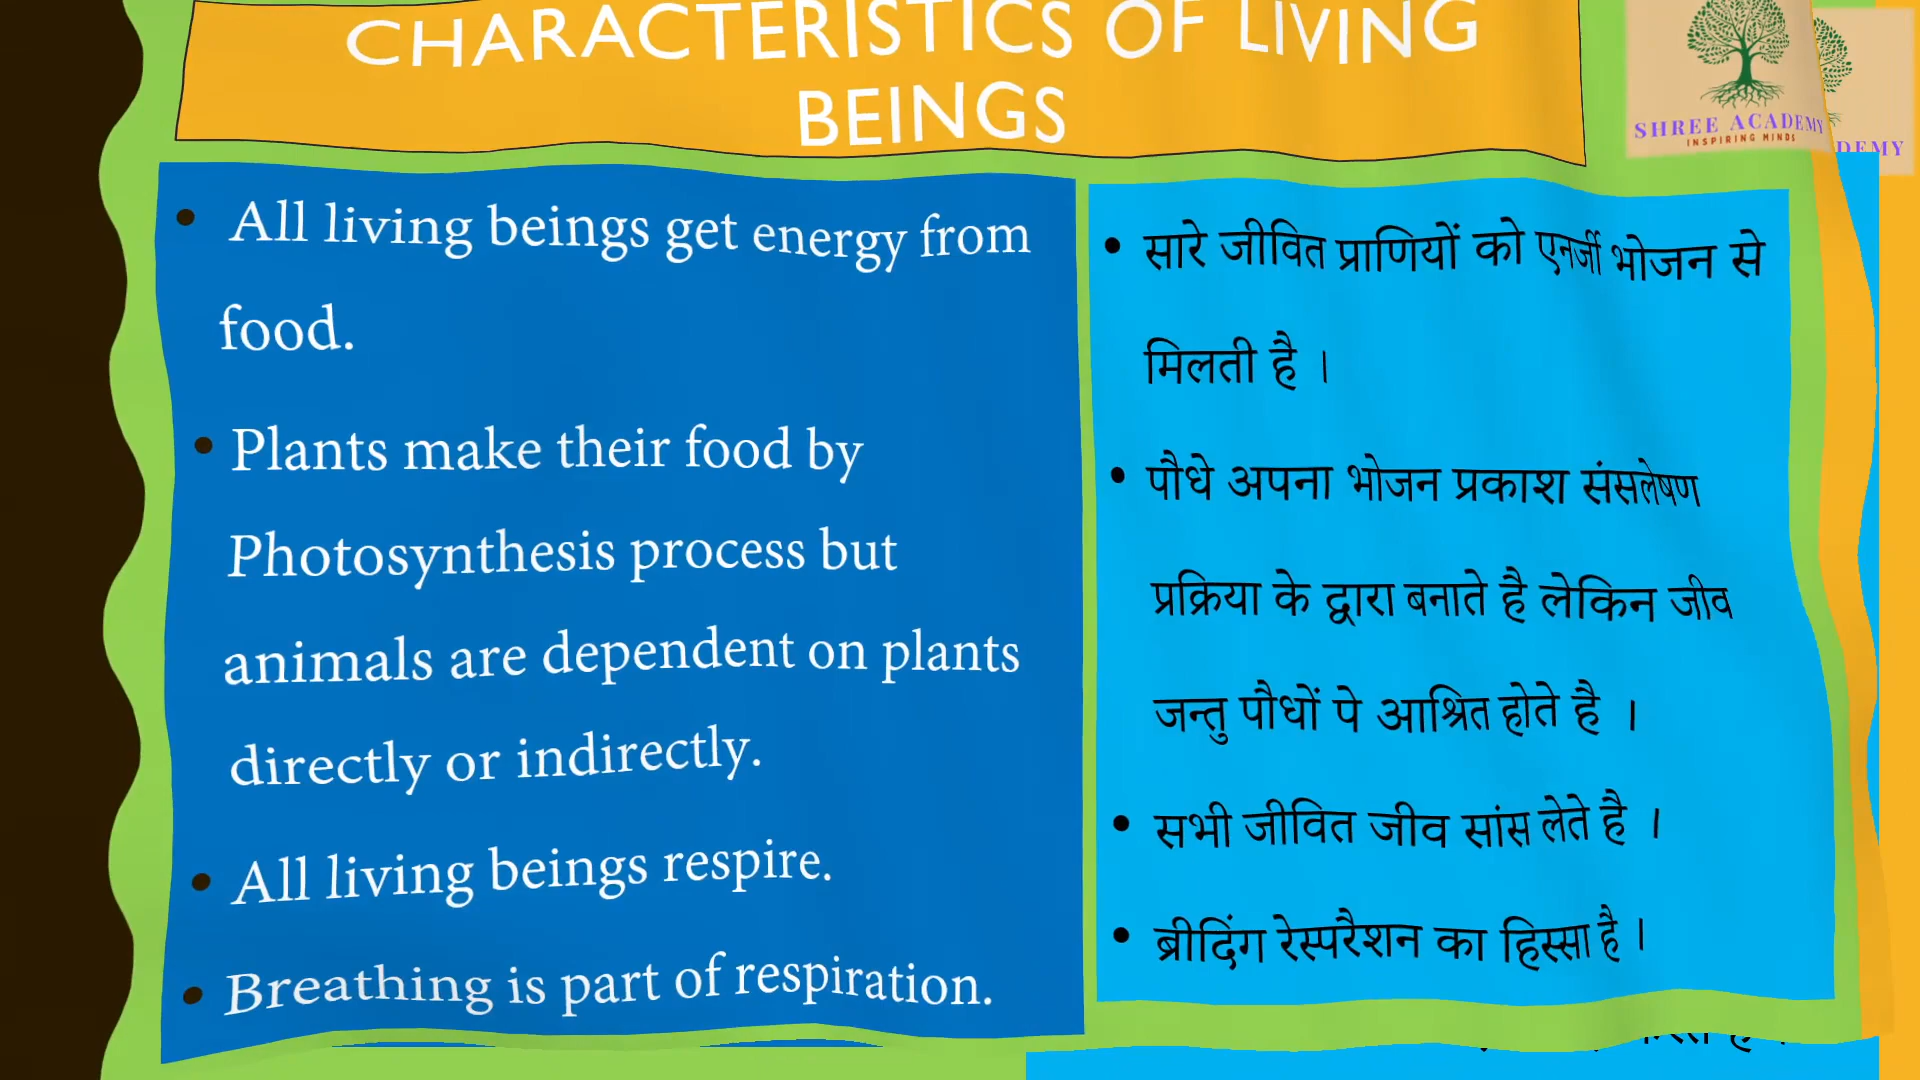 CHARACTERISTICS OF LIVING
BEINGS
SHREE ACADEMY
INSPIRING MINDS
DEMY
• All living beings get energy from
food.
• Plants make their food by
Photosynthesis process but
animals are dependent on plants
directly or indirectly.
• All living beings respire.
• Breathing is part of respiration.
• सारे जीवित प्राणियों को एनर्जी भोजन से
मिलती है ।
• पौधे अपना भोजन प्रकाश संसलेषण
प्रक्रिया के द्वारा बनाते है लेकिन जीव
जन्तु पौधों पे आश्रित होते है ।
• सभी जीवित जीव सांस लेते है ।
• ब्रीदिंग रेस्परैशन का हिस्सा है ।